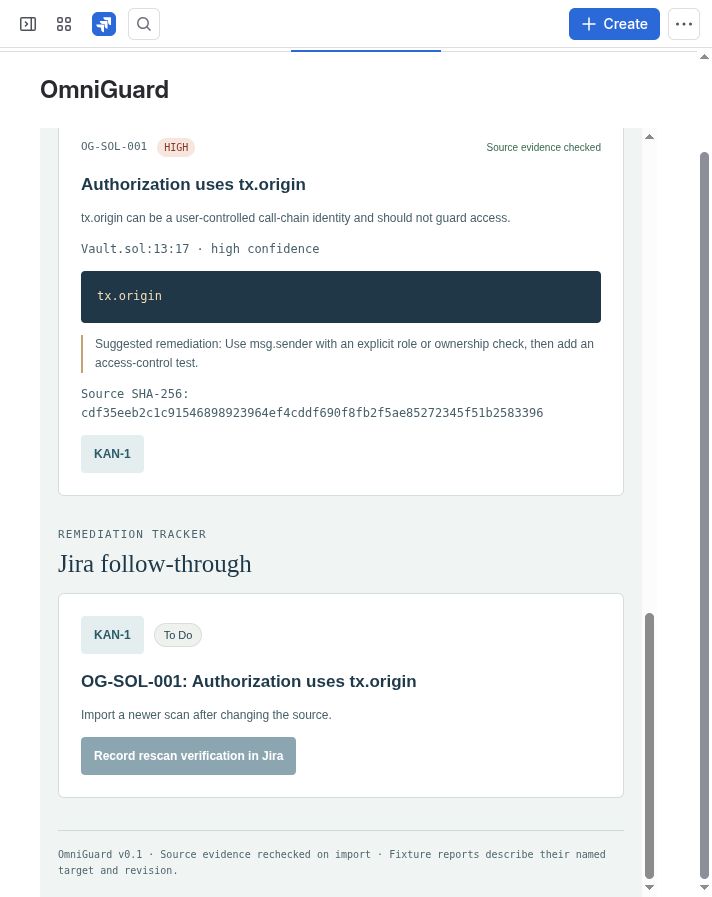 Create
OmniGuard
OG-SOL-001 HIGH Source evidence checked
Authorization uses tx.origin
tx.origin can be a user-controlled call-chain identity and should not guard access.
Vault.sol:13:17 · high confidence
tx.origin
Suggested remediation: Use msg.sender with an explicit role or ownership check, then add an
access-control test.
Source SHA-256:
cdf35eeb2c1c91546898923964ef4cddf690f8fb2f5ae85272345f51b2583396
KAN-1
REMEDIATION TRACKER
Jira follow-through
KAN-1 To Do
OG-SOL-001: Authorization uses tx.origin
Import a newer scan after changing the source.
Record rescan verification in Jira
OmniGuard v0.1 · Source evidence rechecked on import · Fixture reports describe their named
target and revision.